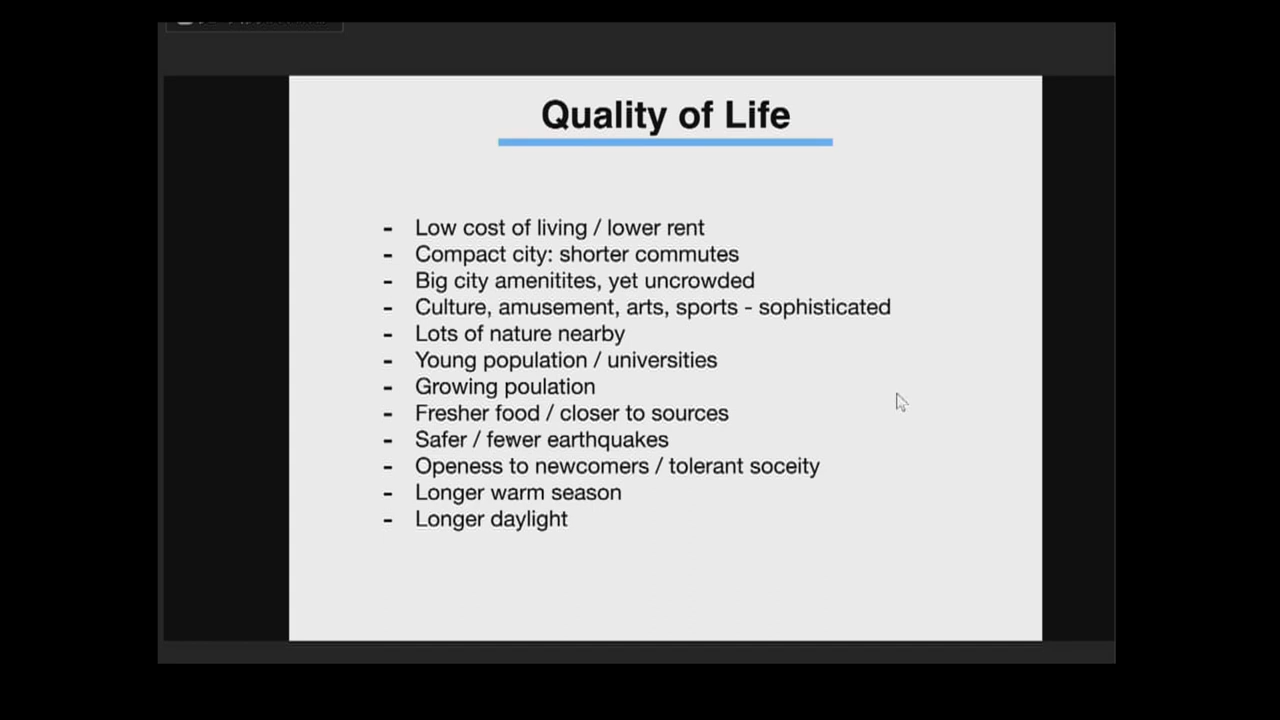 Quality of Life
- Low cost of living / lower rent
- Compact city: shorter commutes
- Big city amenitites, yet uncrowded
- Culture, amusement, arts, sports - sophisticated
- Lots of nature nearby
- Young population / universities
- Growing poulation
- Fresher food / closer to sources
- Safer / fewer earthquakes
- Openess to newcomers / tolerant soceity
- Longer warm season
- Longer daylight